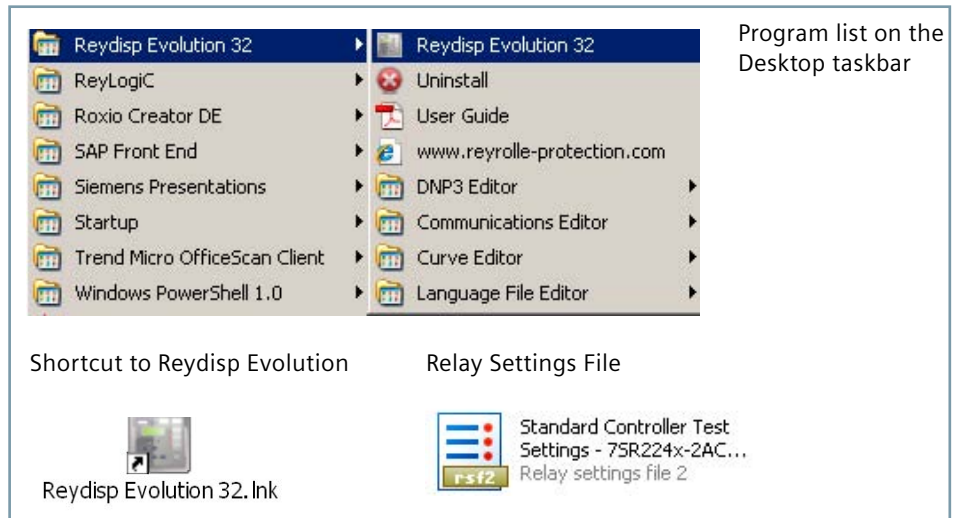 Reydisp Evolution 32
ReyLogiC
Roxio Creator DE
SAP Front End
Siemens Presentations
Startup
Trend Micro OfficeScan Client
Windows PowerShell 1.0
Reydisp Evolution 32
Uninstall
User Guide
www.reyrolle-protection.com
DNP3 Editor
Communications Editor
Curve Editor
Language File Editor
Program list on the
Desktop taskbar
Shortcut to Reydisp Evolution
Reydisp Evolution 32.lnk
Relay Settings File
rsf2
Standard Controller Test
Settings - 7SR224x-2AC...
Relay settings file 2